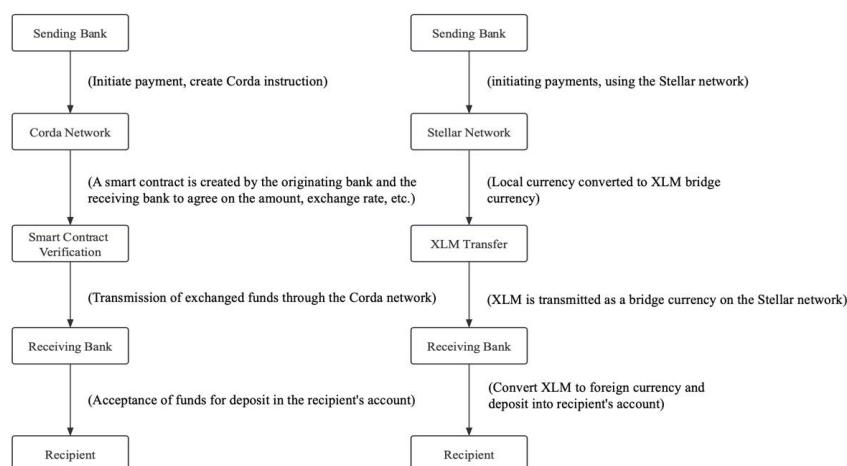 Sending Bank
(Initiate payment, create Corda instruction)
Corda Network
(A smart contract is created by the originating bank and the
receiving bank to agree on the amount, exchange rate, etc.)
Smart Contract
Verification
(Transmission of exchanged funds through the Corda network)
Receiving Bank
(Acceptance of funds for deposit in the recipient's account)
Recipient
Sending Bank
(initiating payments, using the Stellar network)
Stellar Network
(Local currency converted to XLM bridge
currency)
XLM Transfer
(XLM is transmitted as a bridge currency on the Stellar network)
Receiving Bank
(Convert XLM to foreign currency and
deposit into recipient's account)
Recipient